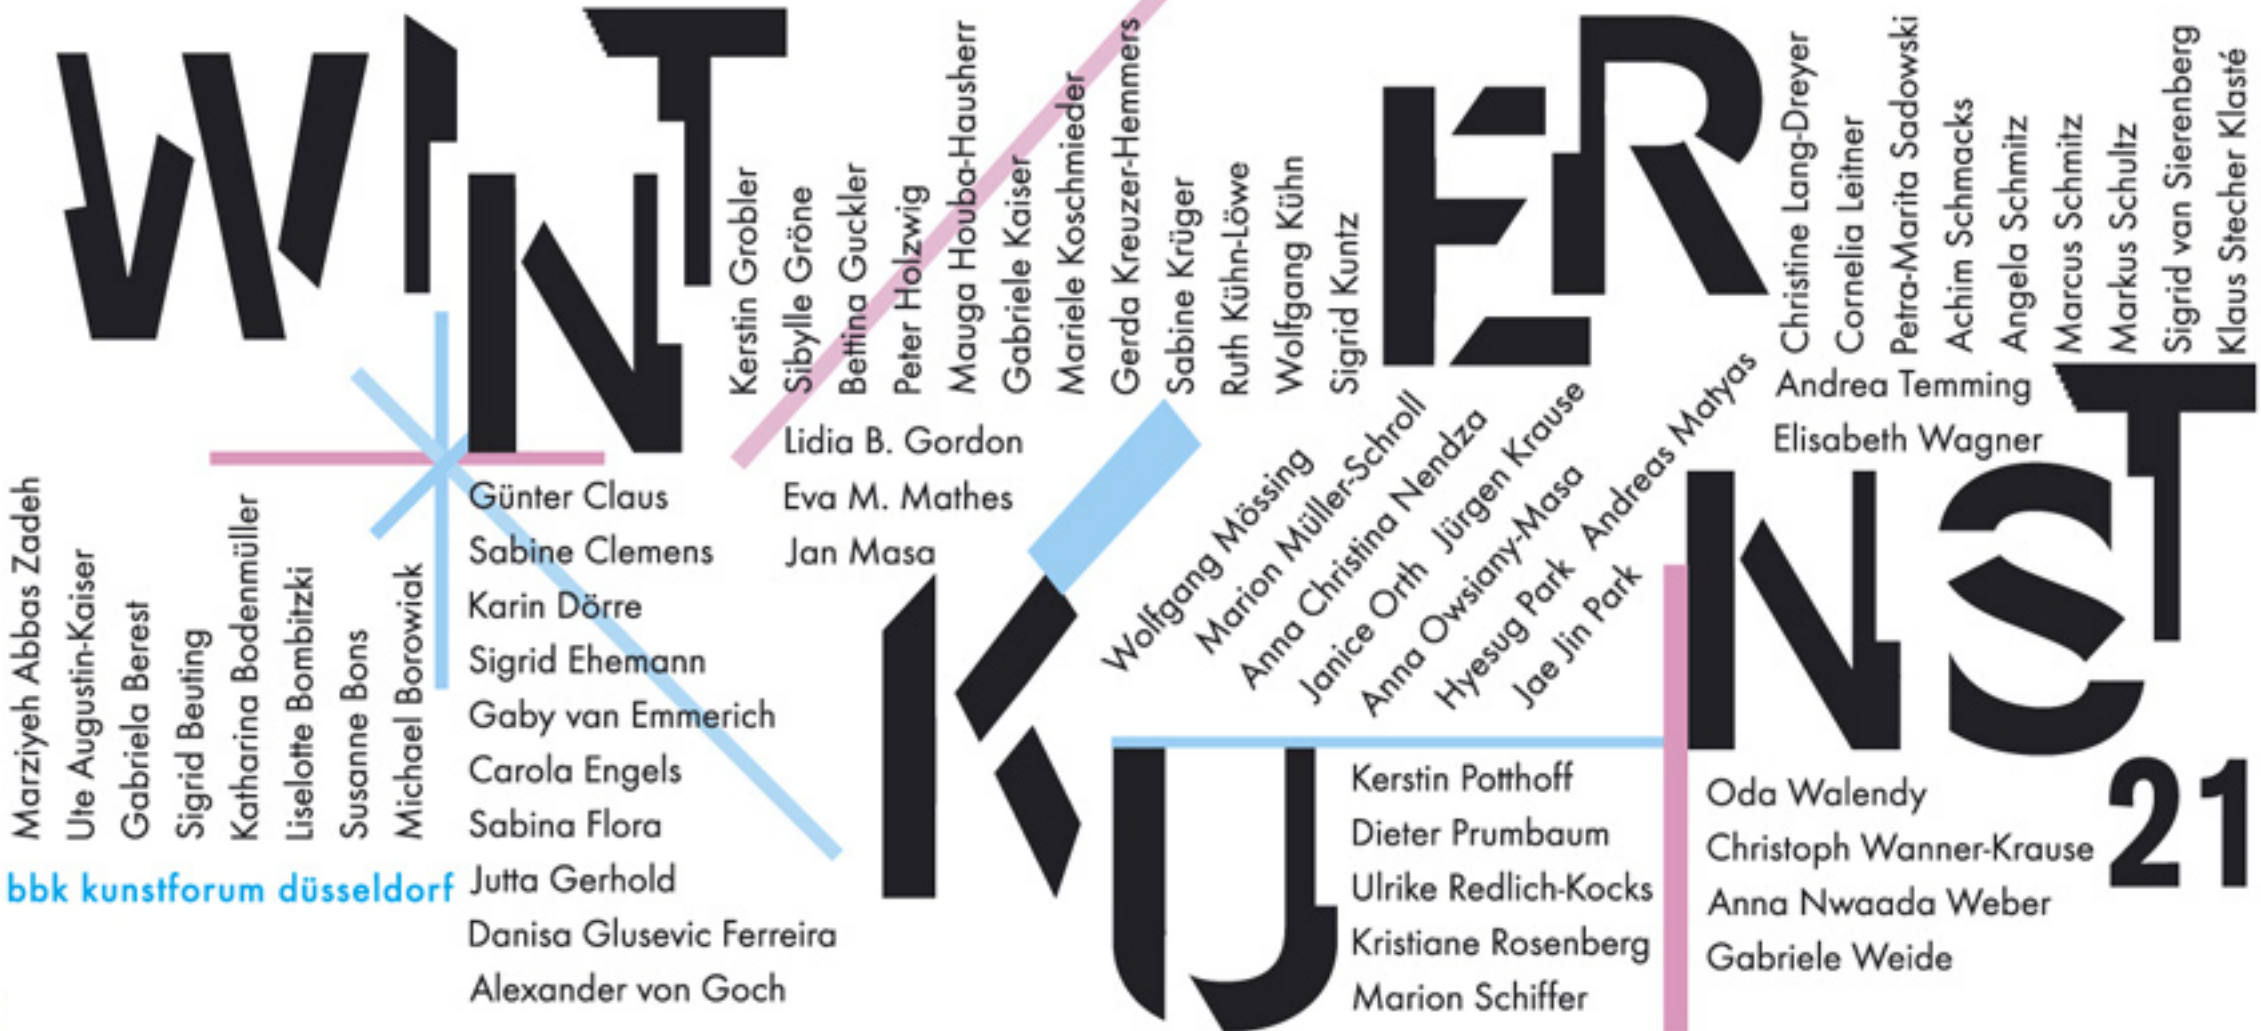 WINTER
KUNST
21
Marziyeh Abbas Zadeh
Ute Augustin-Kaiser
Gabriela Berest
Sigrid Beuting
Katharina Bodenmüller
Liselotte Bombitzki
Susanne Bons
Michael Borowiak
bbk kunstforum düsseldorf
Günter Claus
Sabine Clemens
Karin Dörre
Sigrid Ehemann
Gaby van Emmerich
Carola Engels
Sabina Flora
Jutta Gerhold
Danisa Glusevic Ferreira
Alexander von Goch
Lidia B. Gordon
Eva M. Mathes
Jan Masa
Kerstin Grobler
Sibylle Gröne
Bettina Guckler
Peter Holzwig
Mauga Houba-Hausherr
Gabriele Kaiser
Mariele Koschmieder
Gerda Kreuzer-Hemmers
Sabine Krüger
Ruth Kühn-Löwe
Wolfgang Kühn
Sigrid Kuntz
Wolfgang Mössing
Marion Müller-Schroll
Anna Christina Nendza
Janice Orth
Jürgen Krause
Anna Owsiany-Masa
Hyesug Park
Andreas Matyas
Jae Jin Park
Christine Lang-Dreyer
Cornelia Leitner
Petra-Marita Sadowski
Achim Schmacks
Angela Schmitz
Marcus Schmitz
Markus Schultz
Sigrid van Sierenberg
Klaus Stecher Klasté
Andrea Temming
Elisabeth Wagner
Kerstin Potthoff
Dieter Prumbaum
Ulrike Redlich-Kocks
Kristiane Rosenberg
Marion Schiffer
Oda Walendy
Christoph Wanner-Krause
Anna Nwaada Weber
Gabriele Weide